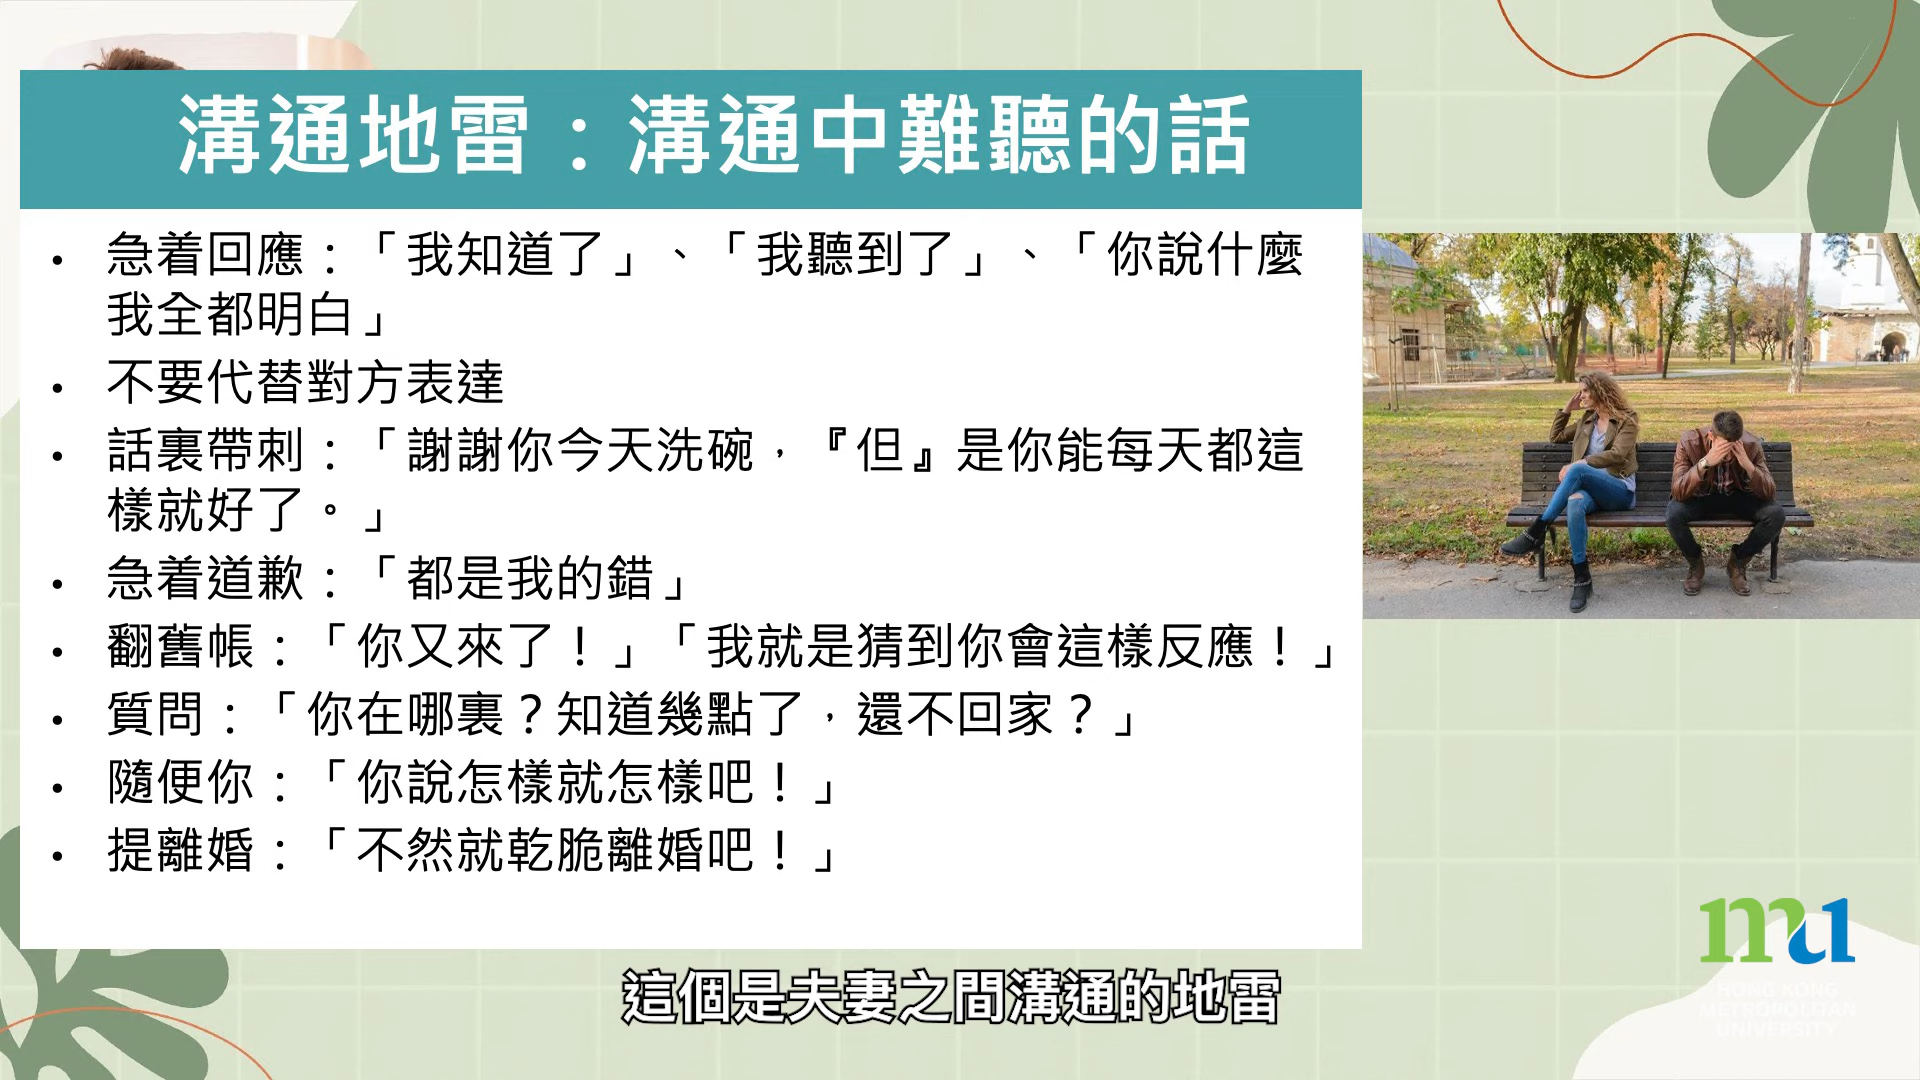 溝通地雷：溝通中難聽的話
• 急着回應：「我知道了」、「我聽到了」、「你說什麼
我全都明白」
• 不要代替對方表達
• 話裏帶刺：「謝謝你今天洗碗，『但』是你能每天都這
樣就好了。」
• 急着道歉：「都是我的錯」
• 翻舊帳：「你又來了！」「我就是猜到你會這樣反應！」
• 質問：「你在哪裏？知道幾點了，還不回家？」
• 隨便你：「你說怎樣就怎樣吧！」
• 提離婚：「不然就乾脆離婚吧！」
mu
HONG KONG
METROPOLITAN
UNIVERSITY
這個是夫妻之間溝通的地雷